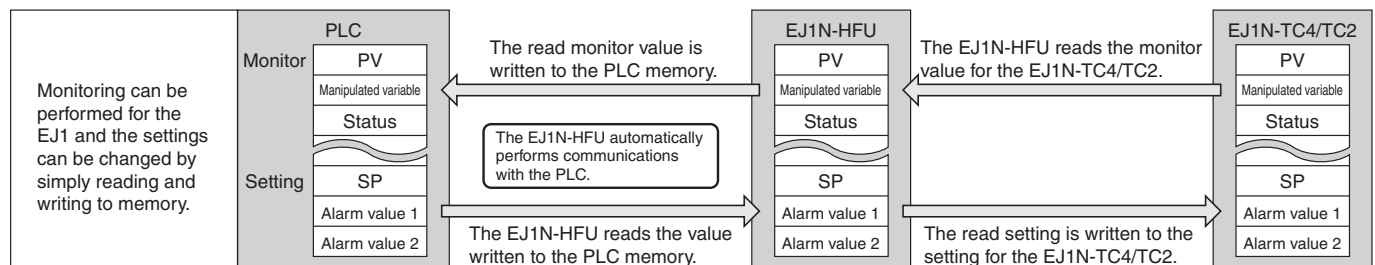 Monitoring can be
performed for the
EJ1 and the settings
can be changed by
simply reading and
writing to memory.
PLC
Monitor
PV
Manipulated variable
Status
Setting
SP
Alarm value 1
Alarm value 2
The read monitor value is
written to the PLC memory.
The EJ1N-HFU automatically
performs communications
with the PLC.
The EJ1N-HFU reads the value
written to the PLC memory.
EJ1N-HFU
PV
Manipulated variable
Status
SP
Alarm value 1
Alarm value 2
The EJ1N-HFU reads the monitor
value for the EJ1N-TC4/TC2.
The read setting is written to the
setting for the EJ1N-TC4/TC2.
EJ1N-TC4/TC2
PV
Manipulated variable
Status
SP
Alarm value 1
Alarm value 2